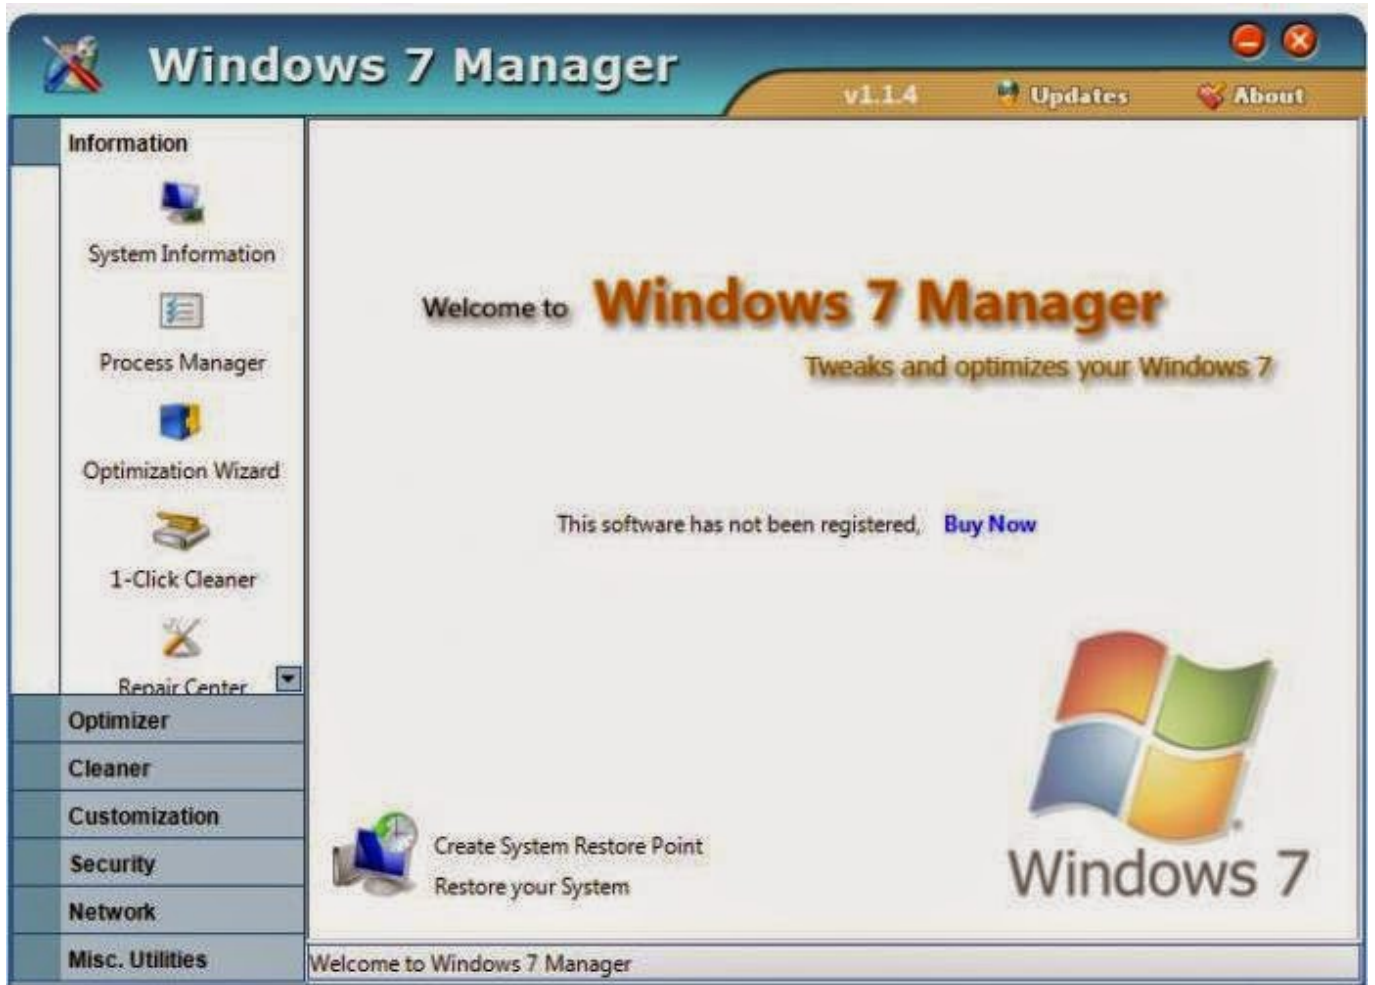 Windows 7 Manager
v1.1.4
Updates
About
Information
System Information
Process Manager
Optimization Wizard
1-Click Cleaner
Repair Center
Optimizer
Cleaner
Customization
Security
Network
Misc. Utilities
Welcome to Windows 7 Manager
Tweaks and optimizes your Windows 7
This software has not been registered, Buy Now
Create System Restore Point
Restore your System
Windows 7
Welcome to Windows 7 Manager